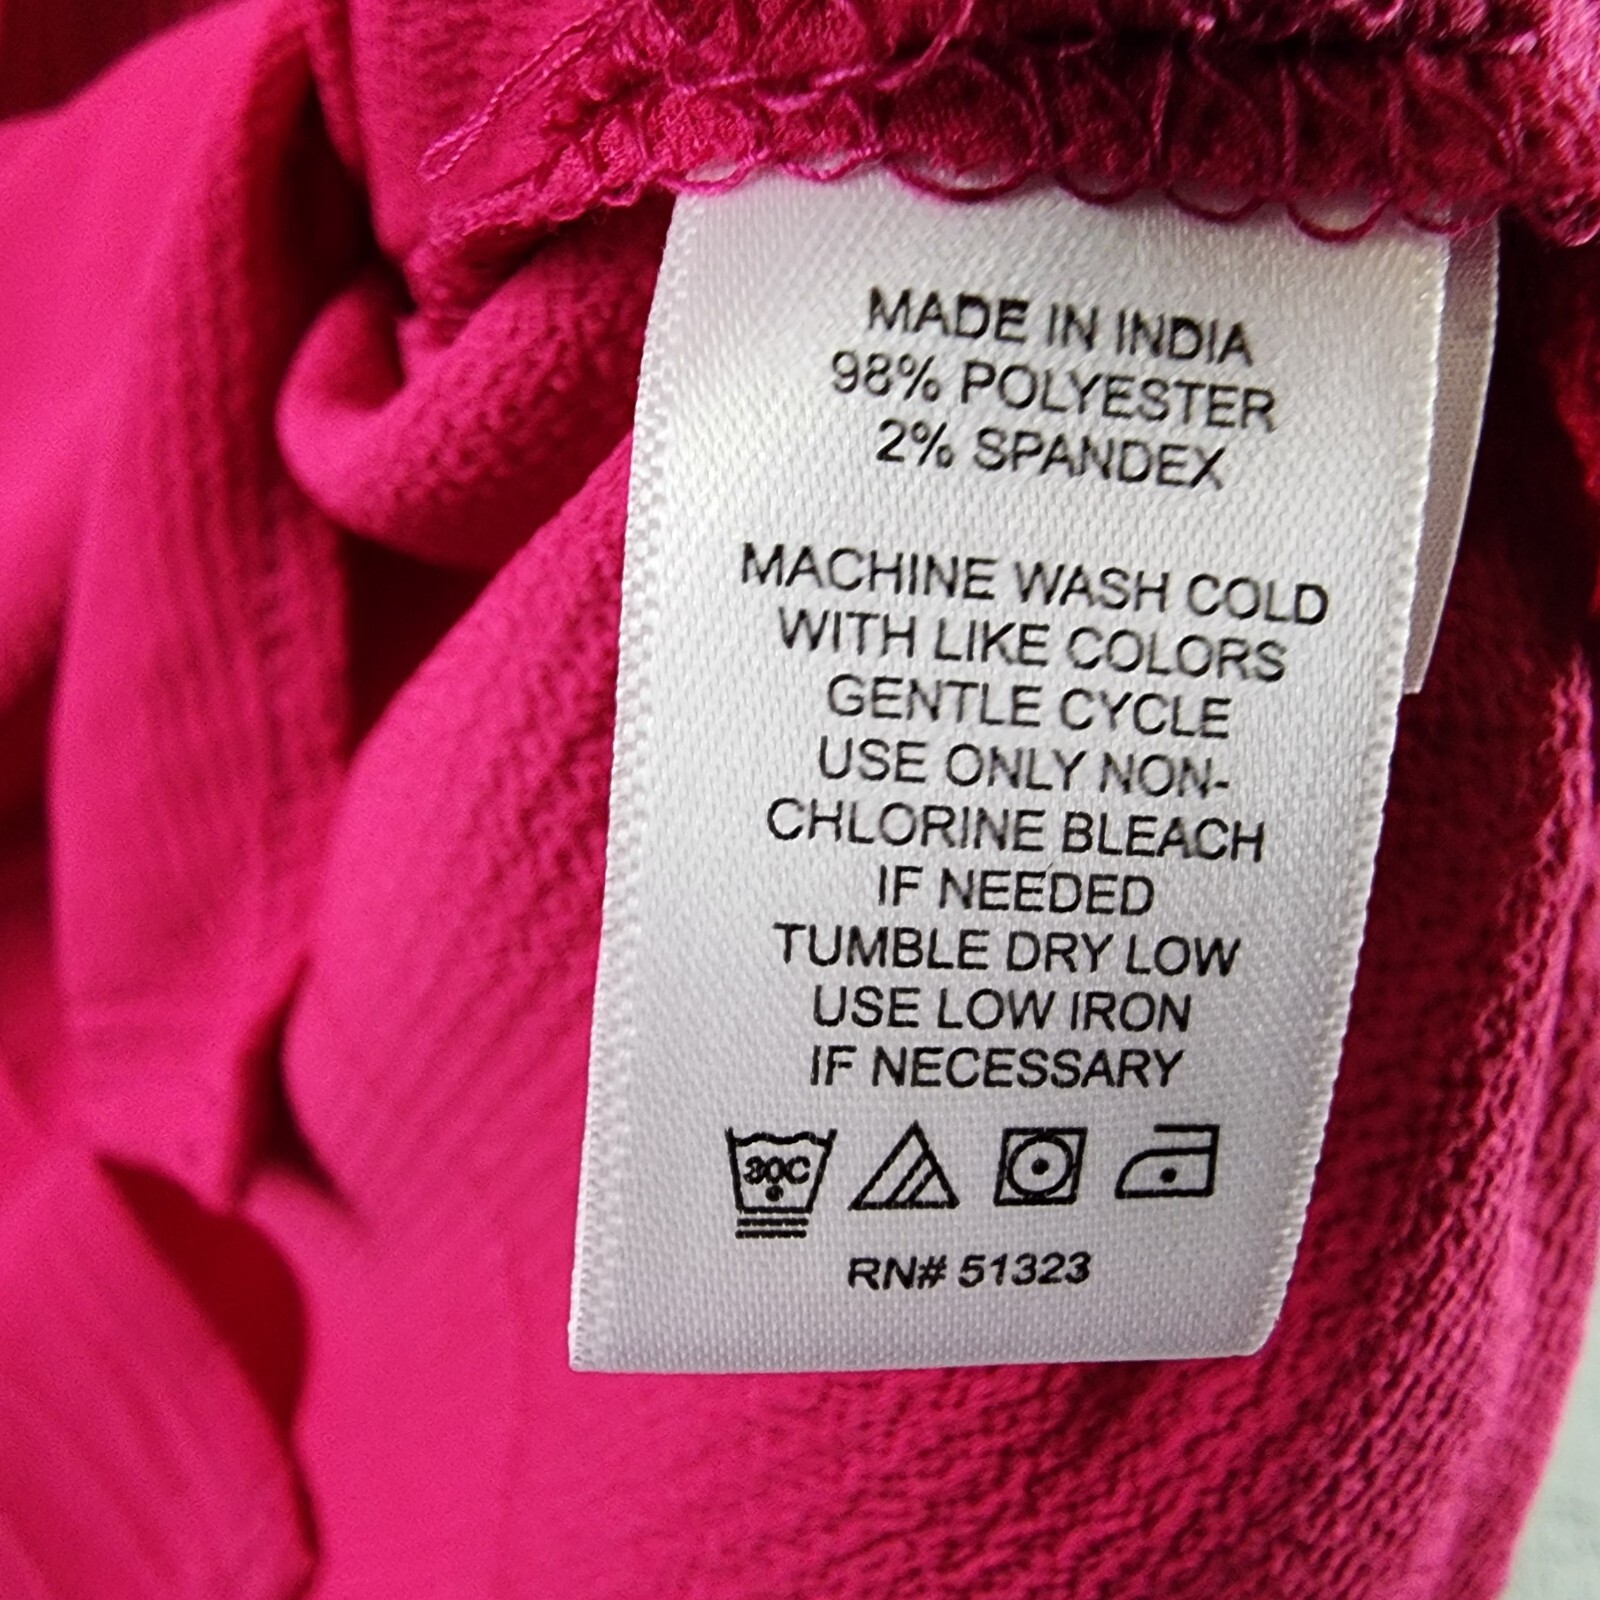 MADE IN INDIA
98% POLYESTER
2% SPANDEX
MACHINE WASH COLD
WITH LIKE COLORS
GENTLE CYCLE
USE ONLY NON-
CHLORINE BLEACH
IF NEEDED
TUMBLE DRY LOW
USE LOW IRON
IF NECESSARY
30C
RN# 51323